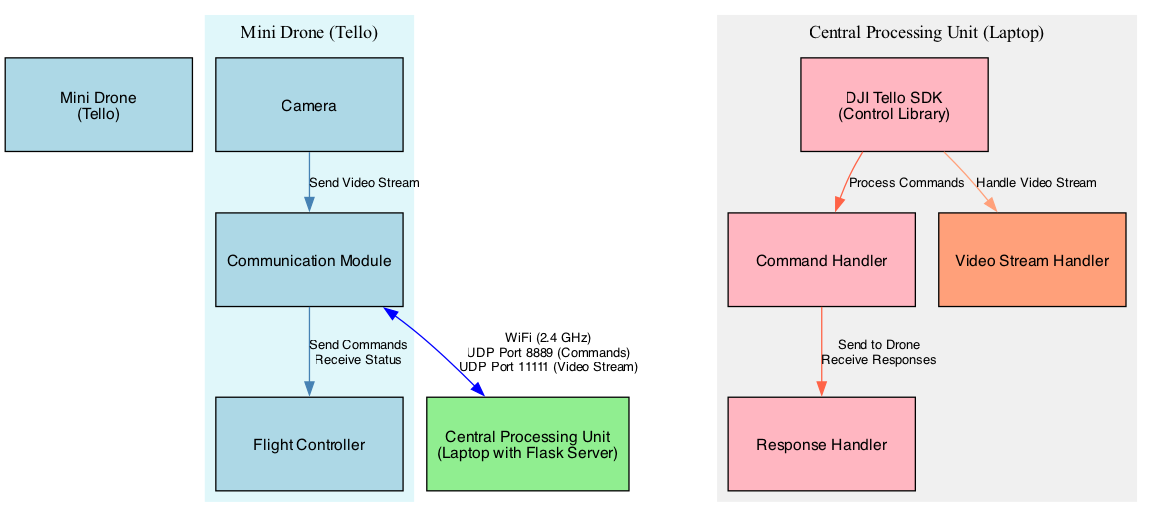 Mini Drone (Tello)
Central Processing Unit (Laptop)
Mini Drone
(Tello)
Camera
DJI Tello SDK
(Control Library)
Send Video Stream
Process Commands
Handle Video Stream
Communication Module
Command Handler
Video Stream Handler
Send Commands
Receive Status
WiFi (2.4 GHz)
UDP Port 8889 (Commands)
UDP Port 11111 (Video Stream)
Send to Drone
Receive Responses
Flight Controller
Central Processing Unit
(Laptop with Flask Server)
Response Handler